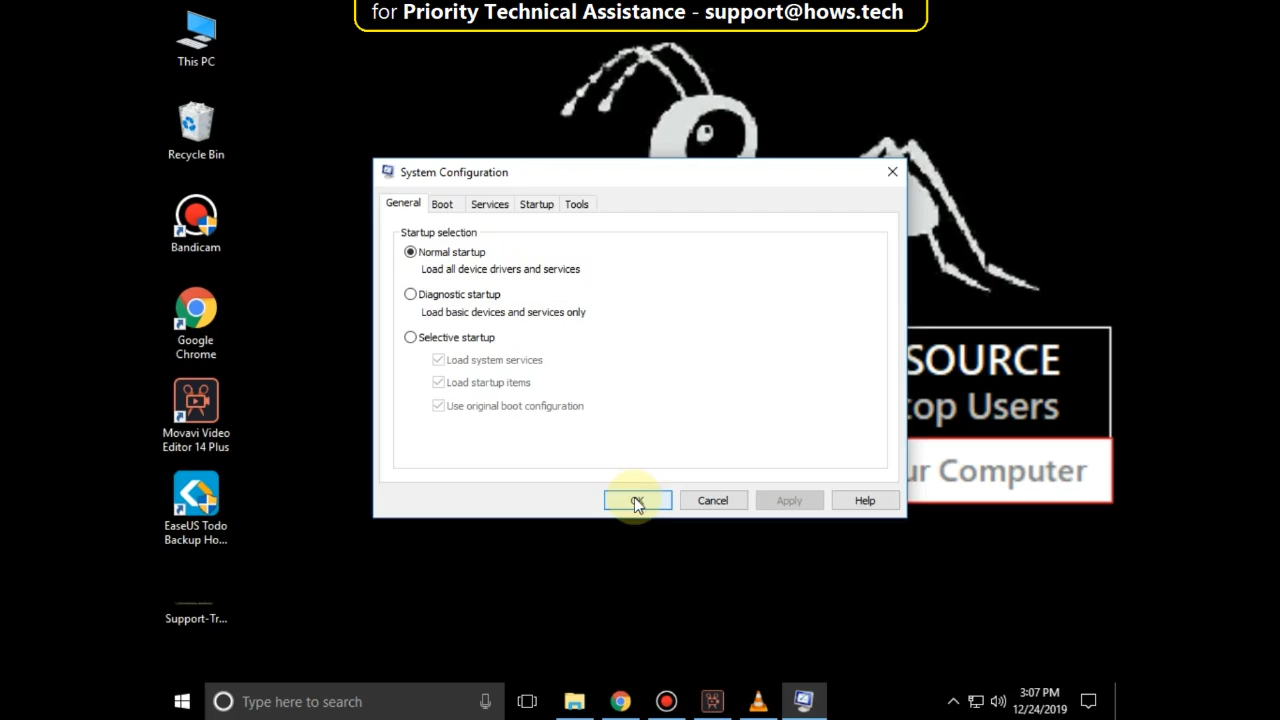 for Priority Technical Assistance - support@hows.tech
This PC
Recycle Bin
Bandicam
Google
Chrome
Movavi Video
Editor 14 Plus
EaseUS Todo
Backup Ho...
Support-Tr...
System Configuration
General
Boot
Services
Startup
Tools
Startup selection
Normal startup
Load all device drivers and services
Diagnostic startup
Load basic devices and services only
Selective startup
Load system services
Load startup items
Use original boot configuration
OK
Cancel
Apply
Help
SOURCE
top Users
ur Computer
Type here to search
3:07 PM
12/24/2019